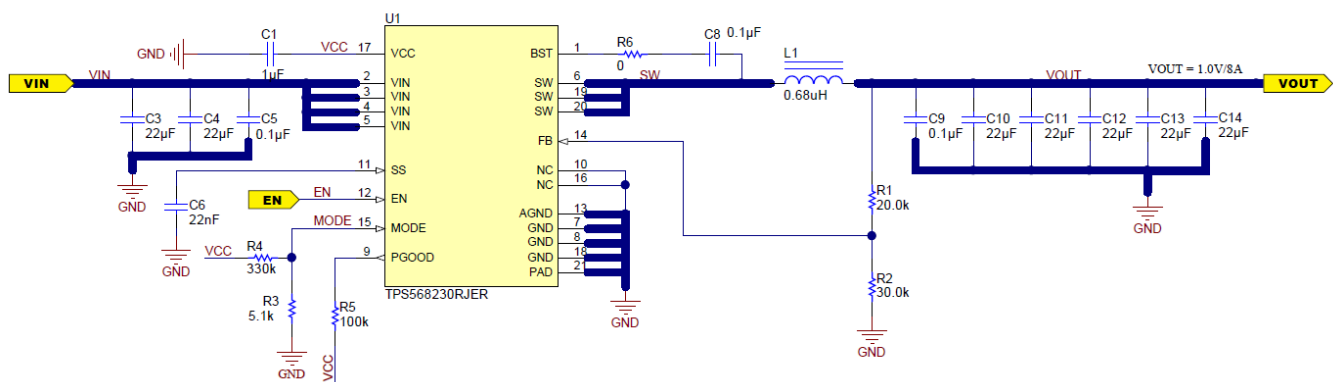 U1
GND
C1
1µF
VCC
17
VCC
BST
1
R6
0
C8
0.1µF
L1
0.68uH
VIN
VIN
2
VIN
3
VIN
4
VIN
5
VIN
SW
6
SW
19
SW
20
SW
VOUT
VOUT = 1.0V/8A
VOUT
C3
22µF
C4
22µF
C5
0.1µF
GND
FB
14
C9
0.1µF
C10
22µF
C11
22µF
C12
22µF
C13
22µF
C14
22µF
GND
11
SS
NC
10
NC
16
C6
22nF
GND
EN
EN
12
EN
R1
20.0k
MODE
15
MODE
AGND
13
GND
7
GND
8
GND
18
PAD
21
GND
VCC
R4
330k
9
PGOOD
R2
30.0k
GND
R3
5.1k
GND
R5
100k
VCC
TPS568230RJER